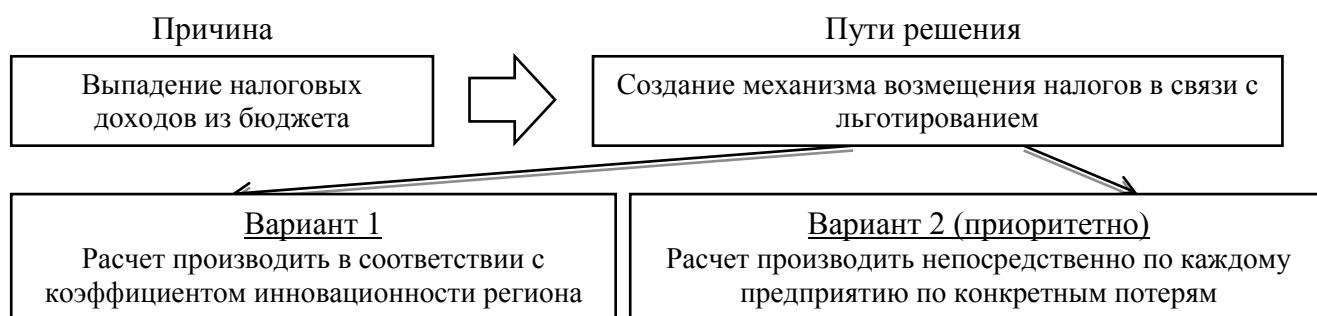 Причина
Пути решения
Выпадение налоговых
доходов из бюджета
Создание механизма возмещения налогов в связи с
льготированием
Вариант 1
Расчет производить в соответствии с
коэффициентом инновационности региона
Вариант 2 (приоритетно)
Расчет производить непосредственно по каждому
предприятию по конкретным потерям